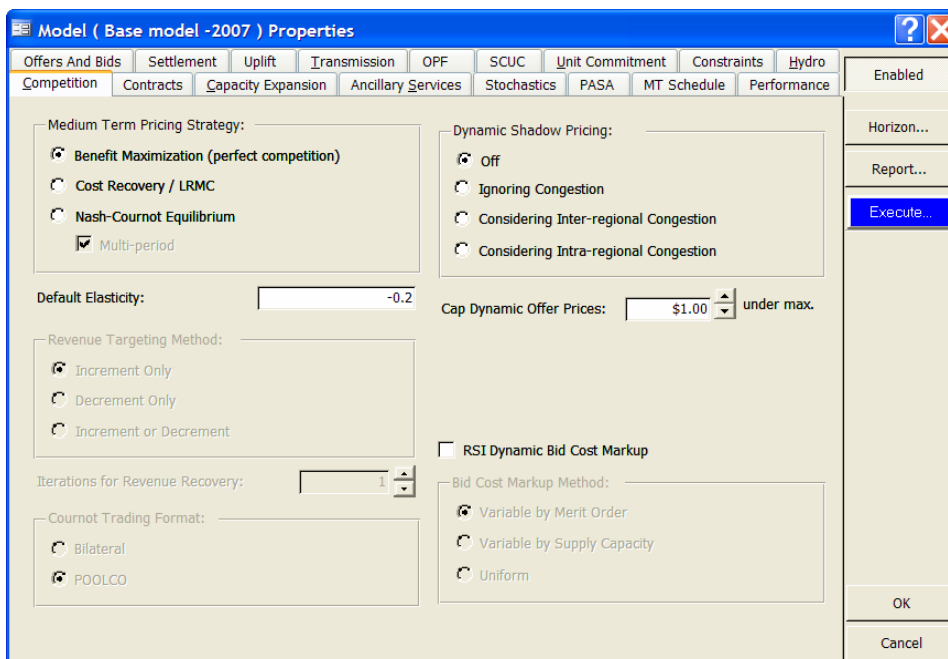 Model ( Base model -2007 ) Properties
Offers And Bids Settlement Uplift Transmission OPF SCUC Unit Commitment Constraints Hydro
Competition Contracts Capacity Expansion Ancillary Services Stochastics PASA MT Schedule Performance
Enabled
Horizon...
Report...
Execute...
Medium Term Pricing Strategy:
Benefit Maximization (perfect competition)
Cost Recovery / LRMC
Nash-Cournot Equilibrium
Multi-period
Default Elasticity: -0.2
Revenue Targeting Method:
Increment Only
Decrement Only
Increment or Decrement
Iterations for Revenue Recovery: 1
Cournot Trading Format:
Bilateral
POOLCO
Dynamic Shadow Pricing:
Off
Ignoring Congestion
Considering Inter-regional Congestion
Considering Intra-regional Congestion
Cap Dynamic Offer Prices: $1.00 under max.
RSI Dynamic Bid Cost Markup
Bid Cost Markup Method:
Variable by Merit Order
Variable by Supply Capacity
Uniform
OK
Cancel